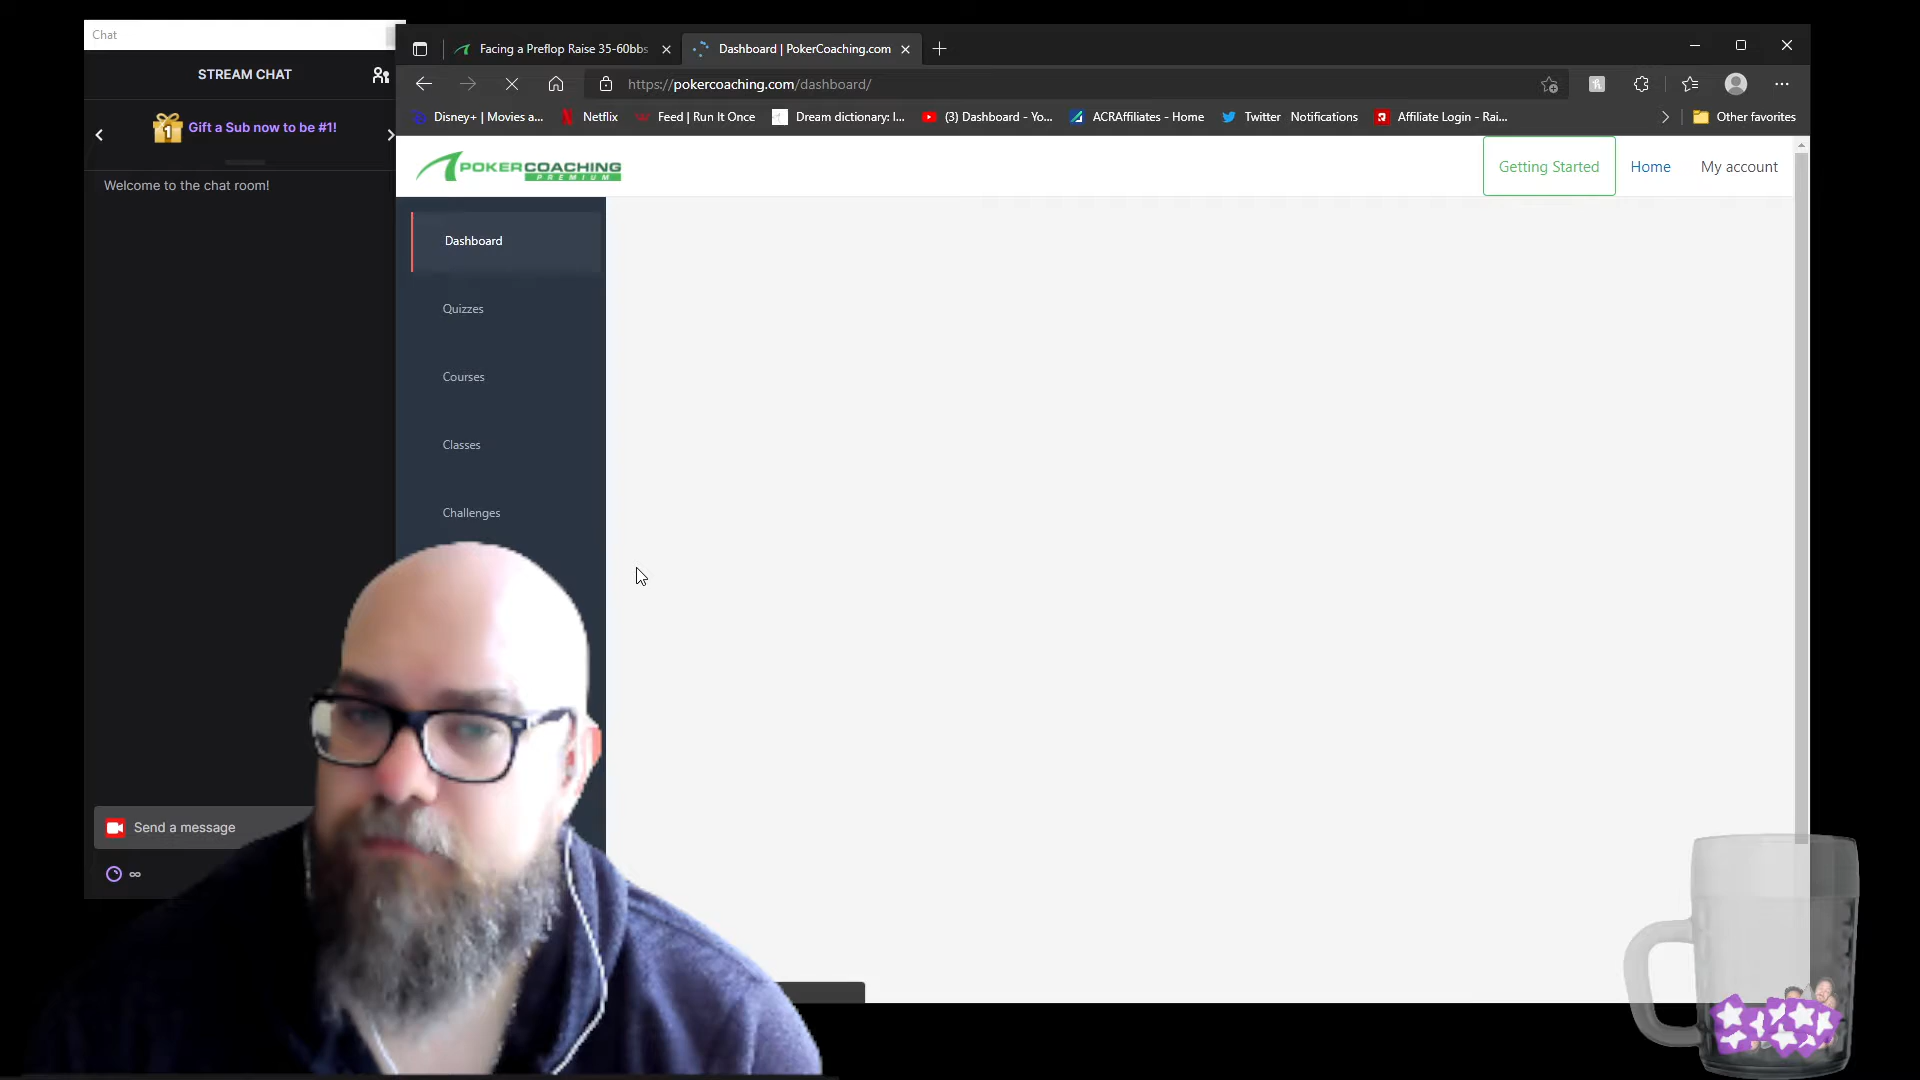 Chat
STREAM CHAT
1 Gift a Sub now to be #1!
Welcome to the chat room!
Send a message
∞
Facing a Preflop Raise 35-60bbs
Dashboard | PokerCoaching.com
https://pokercoaching.com/dashboard/
Disney+ | Movies a... Netflix Feed | Run It Once Dream dictionary: I... (3) Dashboard - Yo... ACRAffiliates - Home Twitter Notifications Affiliate Login - Rai... Other favorites
POKERCOACHING
PREMIUM
Getting Started Home My account
Dashboard
Quizzes
Courses
Classes
Challenges